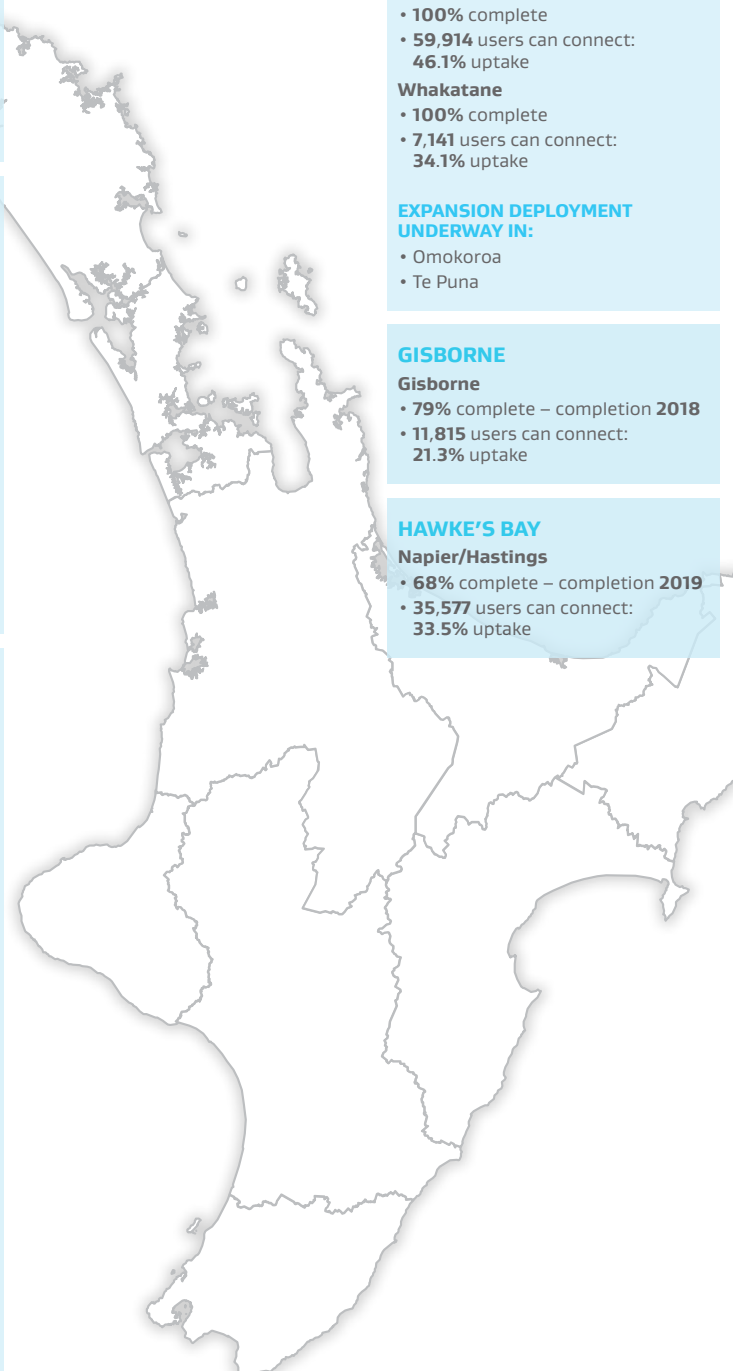 • 100% complete
• 59,914 users can connect:
46.1% uptake
Whakatane
• 100% complete
• 7,141 users can connect:
34.1% uptake
EXPANSION DEPLOYMENT
UNDERWAY IN:
• Omokoroa
• Te Puna
GISBORNE
Gisborne
• 79% complete – completion 2018
• 11,815 users can connect:
21.3% uptake
HAWKE'S BAY
Napier/Hastings
• 68% complete – completion 2019
• 35,577 users can connect:
33.5% uptake